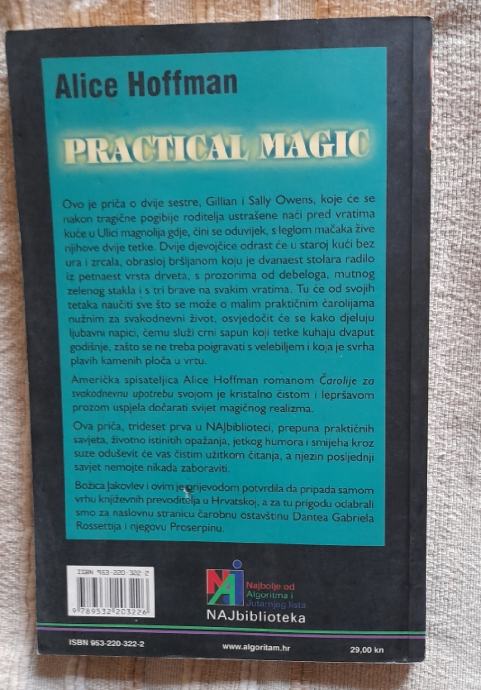 Alice Hoffman
PRACTICAL MAGIC
Ovo je priča o dvije sestre, Gillian i Sally Owens, koje će se
nakon tragične pogibije roditelja ustrašene naći pred vratima
kuće u Ulici magnolija gdje, čini se oduvijek, s leglom mačaka žive
njihove dvije tetke. Dvije djevojčice odrast će u staroj kući bez
ura i zrcala, obrasloj bršljanom koju je dvanaest stolara radilo
iz petnaest vrsta drveta, s prozorima od debeloga, mutnog
zelenog stakla i s tri brave na svakim vratima. Tu će od svojih
tetaka naučiti sve što se može o malim praktičnim čarolijama
nužnim za svakodnevni život, osvjedočit će se kako djeluju
ljubavni napici, čemu služi crni sapun koji tetke kuhaju dvaput
godišnje, zašto se ne treba poigravati s velebiljem i koja je svrha
plavih kamenih ploča u vrtu.
Američka spisateljica Alice Hoffman romanom Čarolije za
svakodnevnu upotrebu svojom je kristalno čistom i lepršavom
prozom uspjela dočarati svijet magičnog realizma.
Ova priča, trideset prva u NAJbiblioteci, prepuna praktičnih
savjeta, životno istinitih opažanja, jetkog humora i smijeha kroz
suze oduševit će vas čistim užitkom čitanja, a njezin posljednji
savjet nemojte nikada zaboraviti.
Božica Jakovlev i ovim je prijevodom potvrdila da pripada samom
vrhu književnih prevoditelja u Hrvatskoj, a za tu prigodu odabrali
smo za naslovnu stranicu čarobnu ostavštinu Dantea Gabriela
Rossettija i njegovu Proserpinu.
ISBN 953-220-322-2
9 789532 203226
NAJ
Najbolje od
Algoritma i
Jutarnjeg lista
NAJbiblioteka
ISBN 953-220-322-2
www.algoritam.hr
29,00 kn